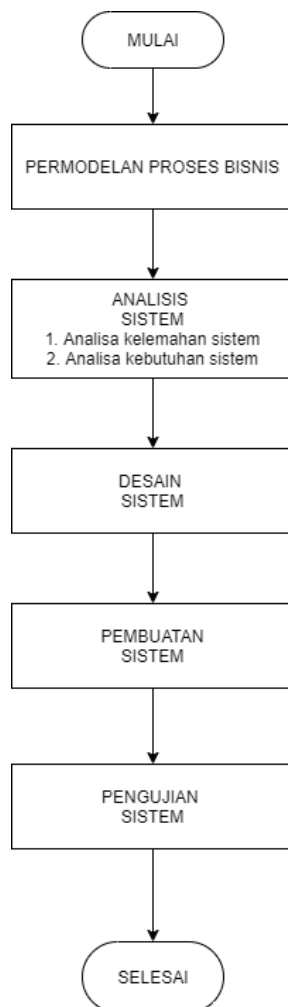 MULAI
PERMODELAN PROSES BISNIS
ANALISIS
SISTEM
1. Analisa kelemahan sistem
2. Analisa kebutuhan sistem
DESAIN
SISTEM
PEMBUATAN
SISTEM
PENGUJIAN
SISTEM
SELESAI